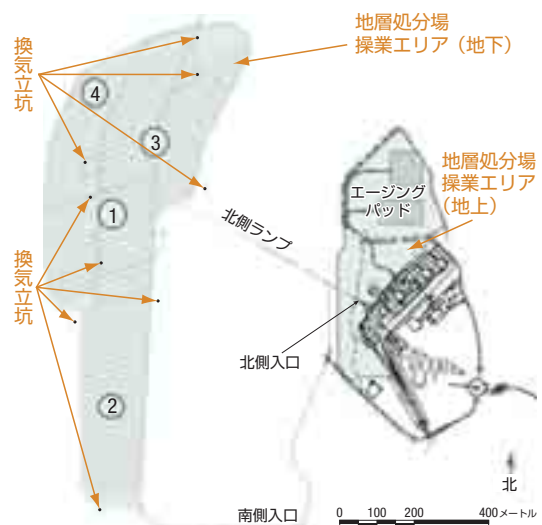 地層処分場
操業エリア（地下）
換気立坑
④
③
地層処分場
操業エリア
（地上）
エージング
パッド
①
北側ランプ
換気立坑
北側入口
②
北
南側入口
0 100 200 400メートル